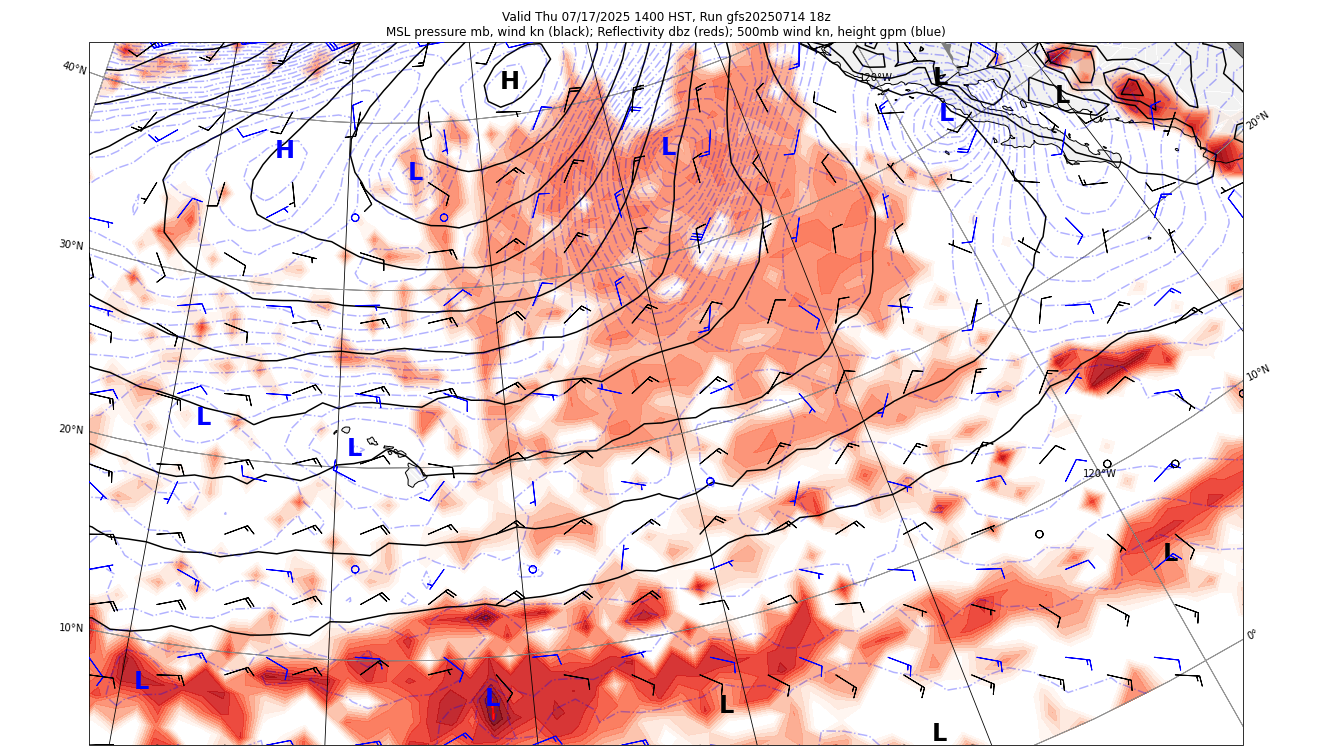 Valid Thu 07/17/2025 1400 HST, Run gfs20250714 18z
MSL pressure mb, wind kn (black); Reflectivity dbz (reds); 500mb wind kn, height gpm (blue)
40°N
H
120°W
L
L
L
20°N
H
L
L
30°N
10°N
L
20°N
L
120°W
L
10°N
0°
L
L
L
L